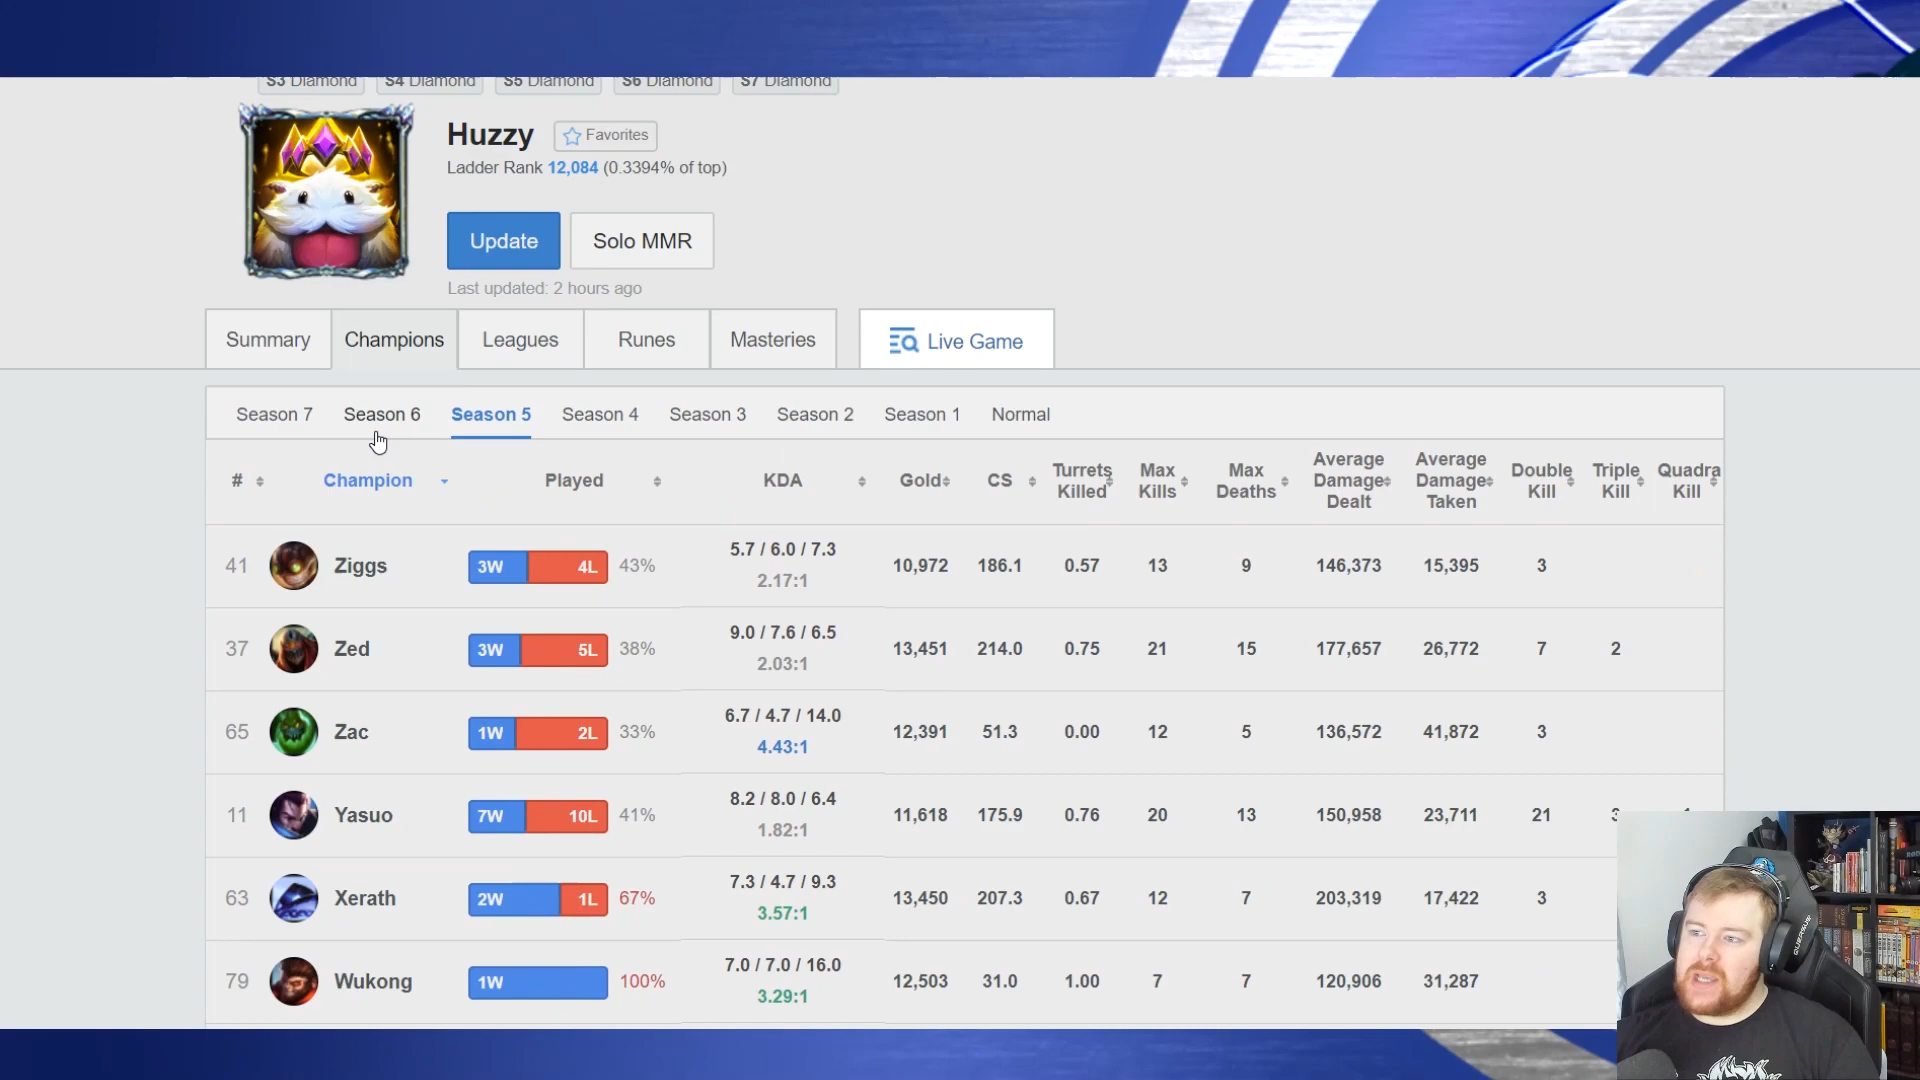 S3 Diamond S4 Diamond S5 Diamond S6 Diamond S7 Diamond
Huzzy Favorites
Ladder Rank 12,084 (0.3394% of top)
Update Solo MMR
Last updated: 2 hours ago
Summary Champions Leagues Runes Masteries Live Game
Season 7 Season 6 Season 5 Season 4 Season 3 Season 2 Season 1 Normal
# Champion Played KDA Gold CS Turrets Killed Max Kills Max Deaths Average Damage Dealt Average Damage Taken Double Kill Triple Kill Quadra Kill
41 Ziggs 3W 4L 43% 5.7 / 6.0 / 7.3 10,972 186.1 0.57 13 9 146,373 15,395 3
2.17:1
37 Zed 3W 5L 38% 9.0 / 7.6 / 6.5 13,451 214.0 0.75 21 15 177,657 26,772 7 2
2.03:1
65 Zac 1W 2L 33% 6.7 / 4.7 / 14.0 12,391 51.3 0.00 12 5 136,572 41,872 3
4.43:1
11 Yasuo 7W 10L 41% 8.2 / 8.0 / 6.4 11,618 175.9 0.76 20 13 150,958 23,711 21
1.82:1
63 Xerath 2W 1L 67% 7.3 / 4.7 / 9.3 13,450 207.3 0.67 12 7 203,319 17,422 3
3.57:1
79 Wukong 1W 100% 7.0 / 7.0 / 16.0 12,503 31.0 1.00 7 7 120,906 31,287
3.29:1